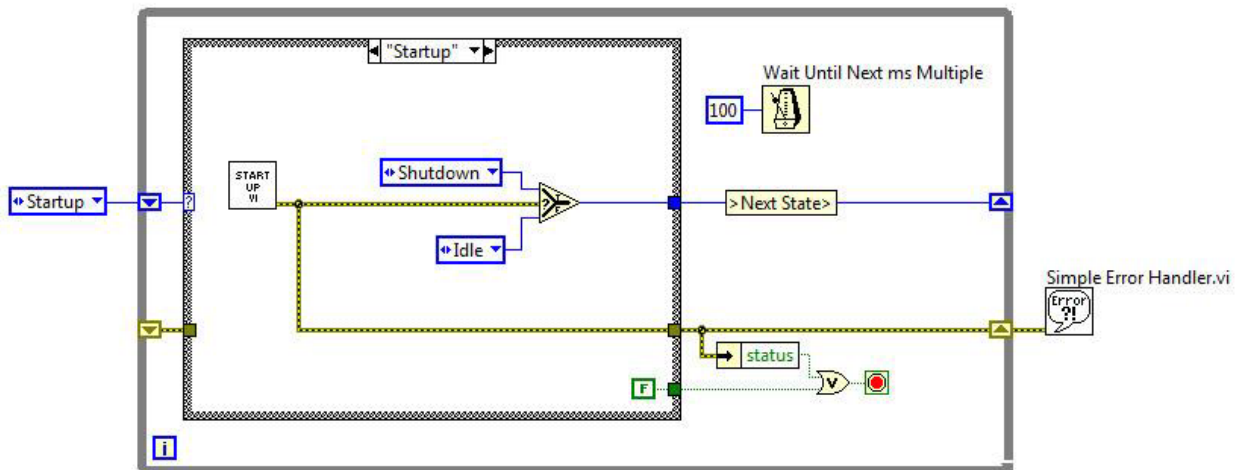 "Startup"
Wait Until Next ms Multiple
100
START
UP
VI
Shutdown
?
Startup
?
>Next State>
Idle
Simple Error Handler.vi
Error
?!
status
F
V
i